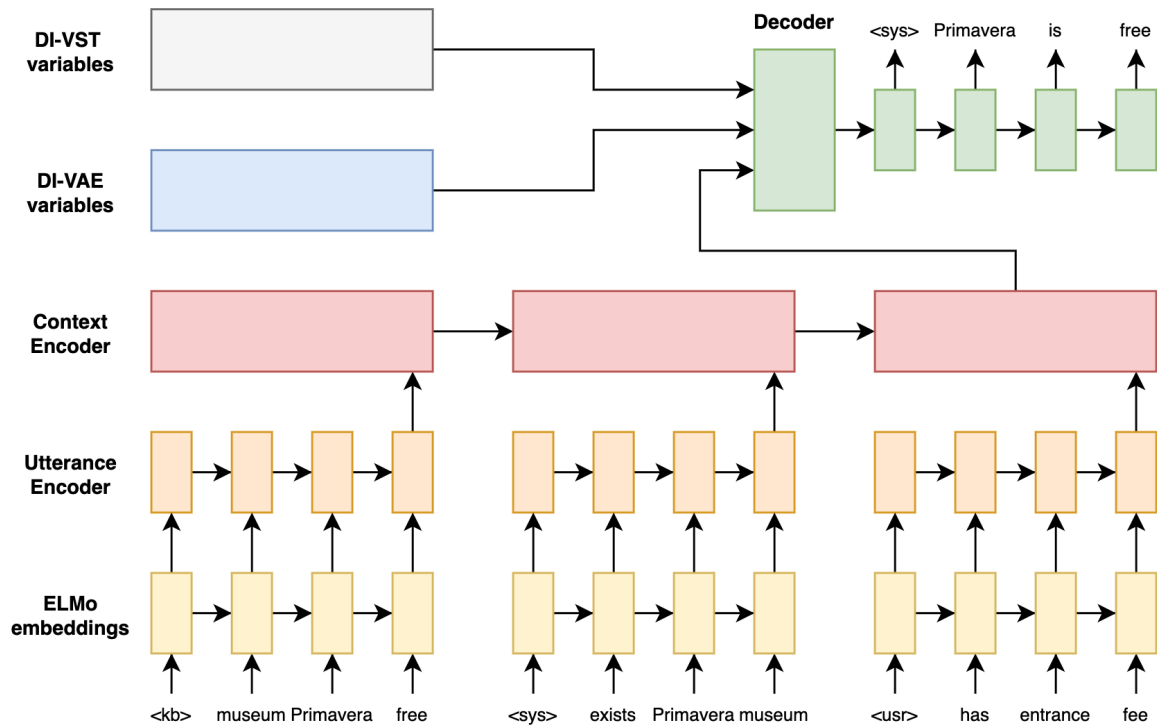 Decoder
<sys> Primavera is free
DI-VST
variables
DI-VAE
variables
Context
Encoder
Utterance
Encoder
ELMo
embeddings
<kb> museum Primavera free <sys> exists Primavera museum <usr> has entrance fee